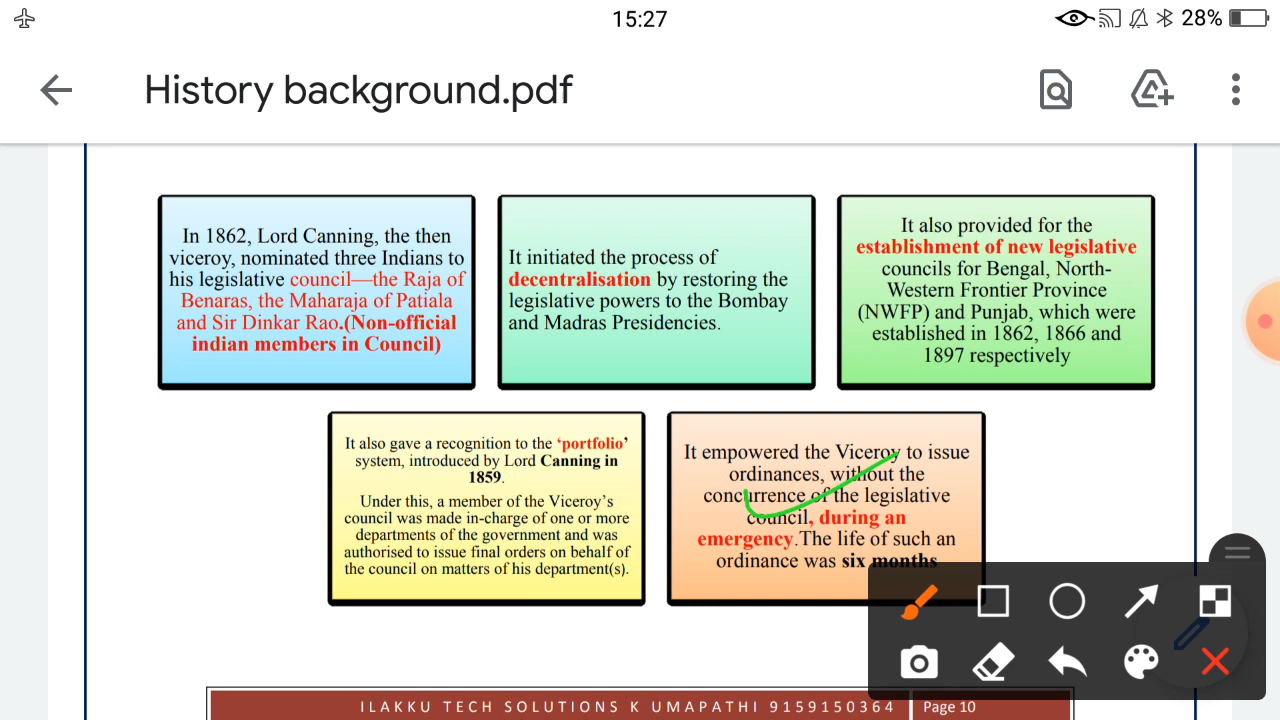 15:27
28%
History background.pdf
In 1862, Lord Canning, the then
viceroy, nominated three Indians to
his legislative council—the Raja of
Benaras, the Maharaja of Patiala
and Sir Dinkar Rao.(Non-official
indian members in Council)
It initiated the process of
decentralisation by restoring the
legislative powers to the Bombay
and Madras Presidencies.
It also provided for the
establishment of new legislative
councils for Bengal, North-
Western Frontier Province
(NWFP) and Punjab, which were
established in 1862, 1866 and
1897 respectively
It also gave a recognition to the ‘portfolio’
system, introduced by Lord Canning in
1859.
Under this, a member of the Viceroy’s
council was made in-charge of one or more
departments of the government and was
authorised to issue final orders on behalf of
the council on matters of his department(s).
It empowered the Viceroy to issue
ordinances, without the
concurrence of the legislative
council, during an
emergency.The life of such an
ordinance was six months
ILAKKU TECH SOLUTIONS K UMAPATHI 9159150364
Page 10